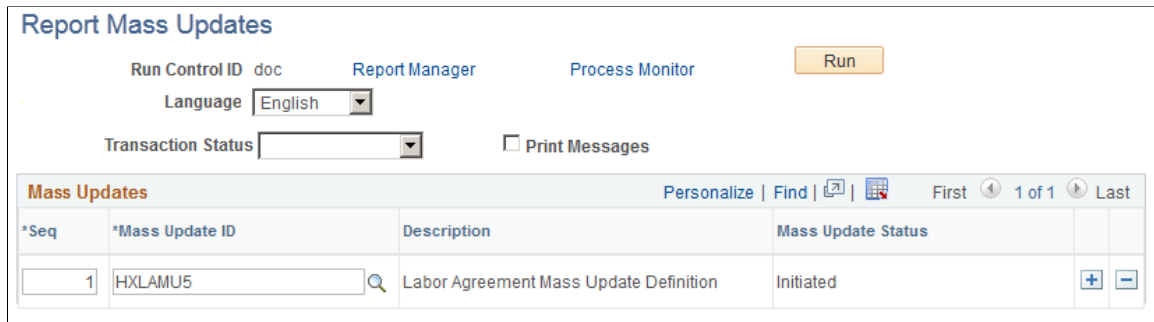 Report Mass Updates
Run Control ID doc Report Manager Process Monitor Run
Language English
Transaction Status Print Messages
Mass Updates Personalize | Find | | First 1 of 1 Last
*Seq *Mass Update ID Description Mass Update Status
1 HXLAMU5 Labor Agreement Mass Update Definition Initiated